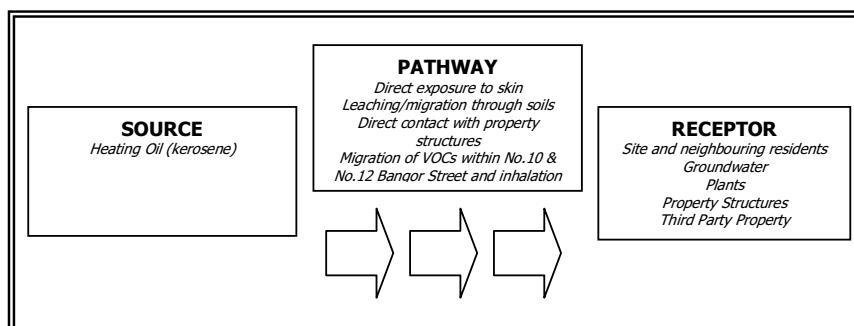 SOURCE
Heating Oil (kerosene)
PATHWAY
Direct exposure to skin
Leaching/migration through soils
Direct contact with property
structures
Migration of VOCs within No.10 &
No.12 Bangor Street and inhalation
RECEPTOR
Site and neighbouring residents
Groundwater
Plants
Property Structures
Third Party Property